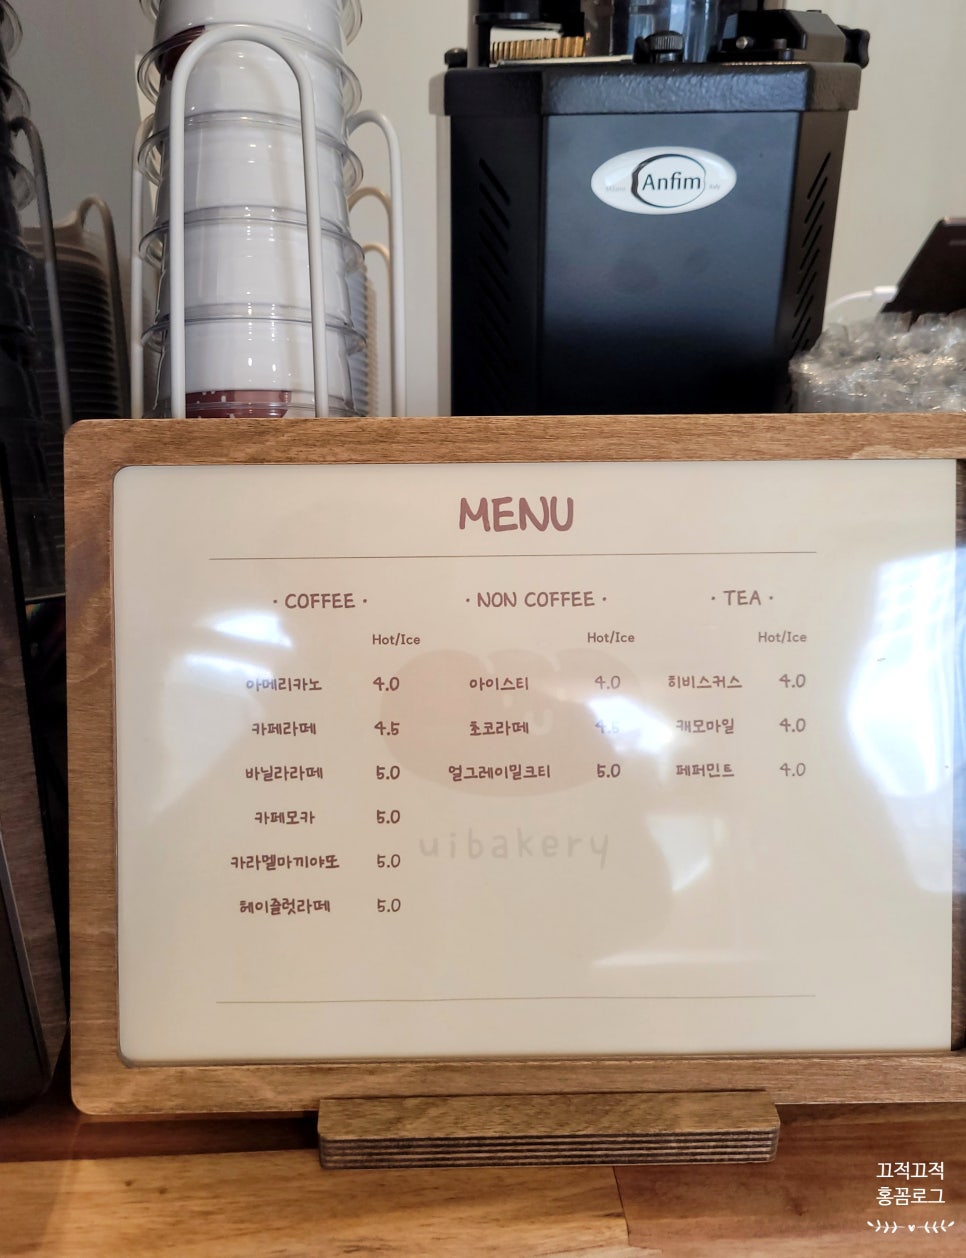 Anfim
MENU
· COFFEE ·
Hot/Ice
아메리카노 4.0
카페라떼 4.5
바닐라라떼 5.0
카페모카 5.0
카라멜마끼야또 5.0
헤이즐럿라떼 5.0
· NON COFFEE ·
Hot/Ice
아이스티 4.0
초코라떼 4.5
얼그레이밀크티 5.0
· TEA ·
Hot/Ice
히비스커스 4.0
캐모마일 4.0
페퍼민트 4.0
uibakery
끄적끄적
홍꼼로그